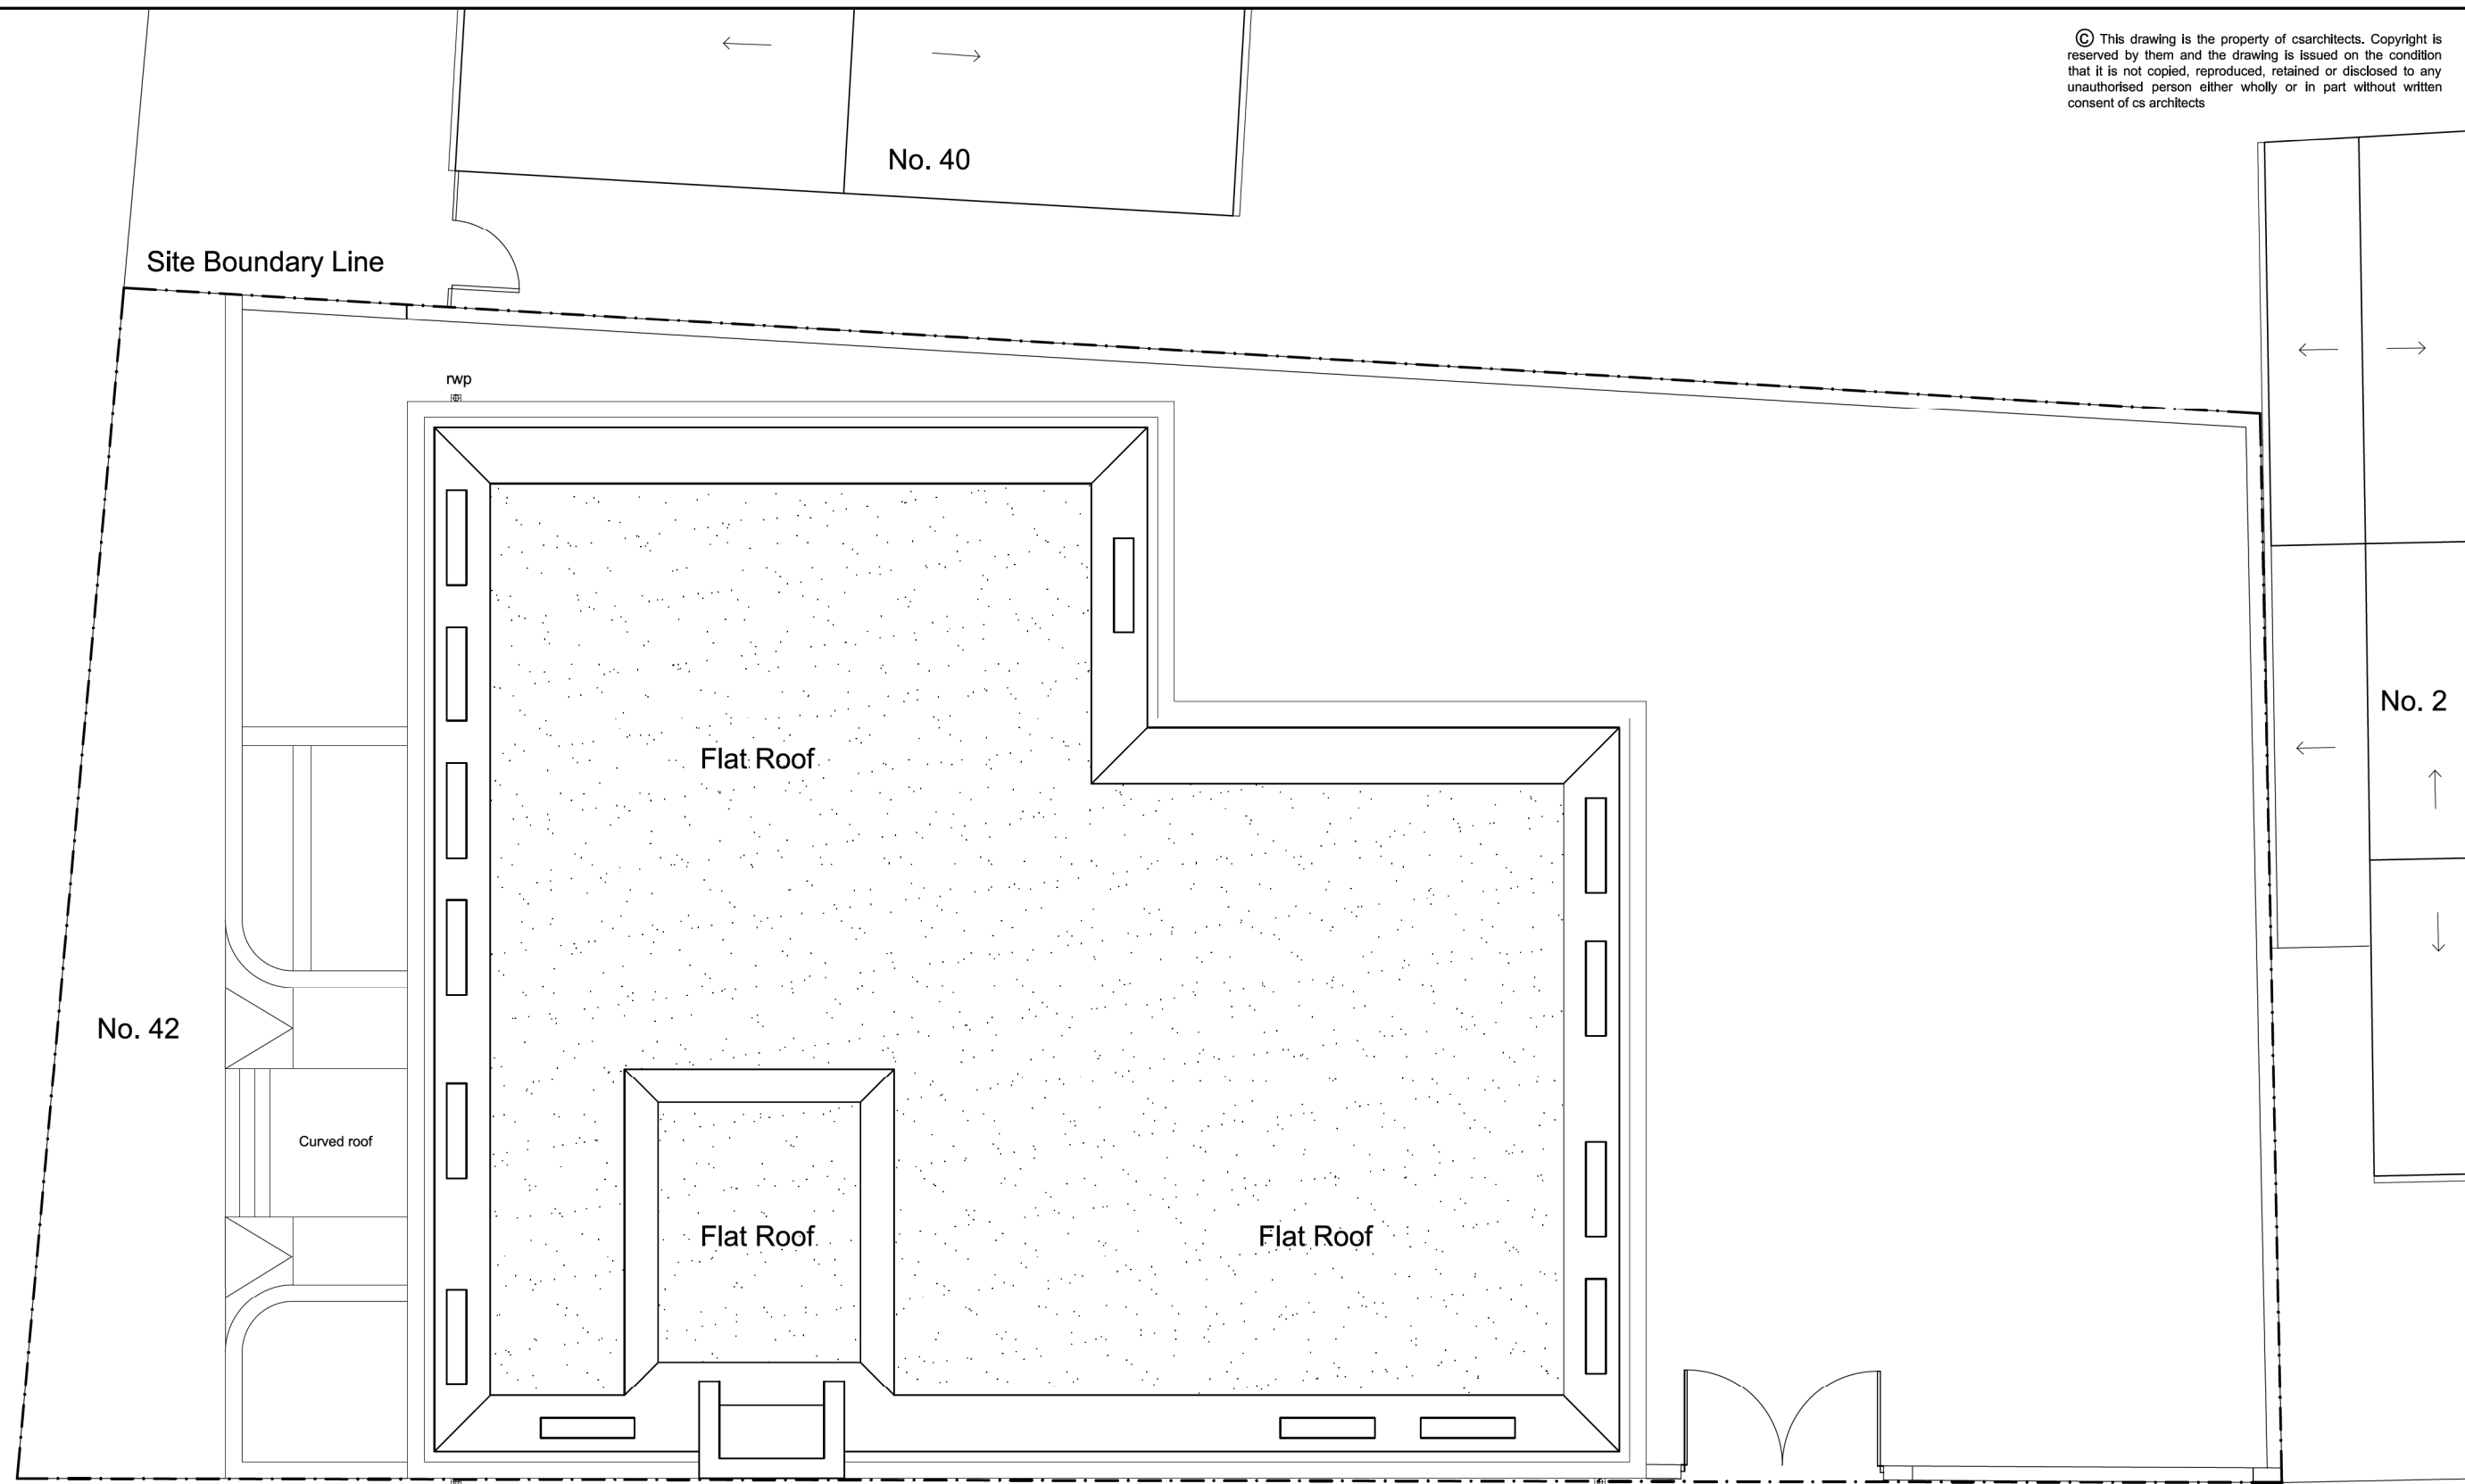 © This drawing is the property of csarchitects. Copyright is
reserved by them and the drawing is issued on the condition
that it is not copied, reproduced, retained or disclosed to any
unauthorised person either wholly or in part without written
consent of cs architects
No. 40
Site Boundary Line
rwp
No. 2
Flat Roof
No. 42
Curved roof
Flat Roof
Flat Roof